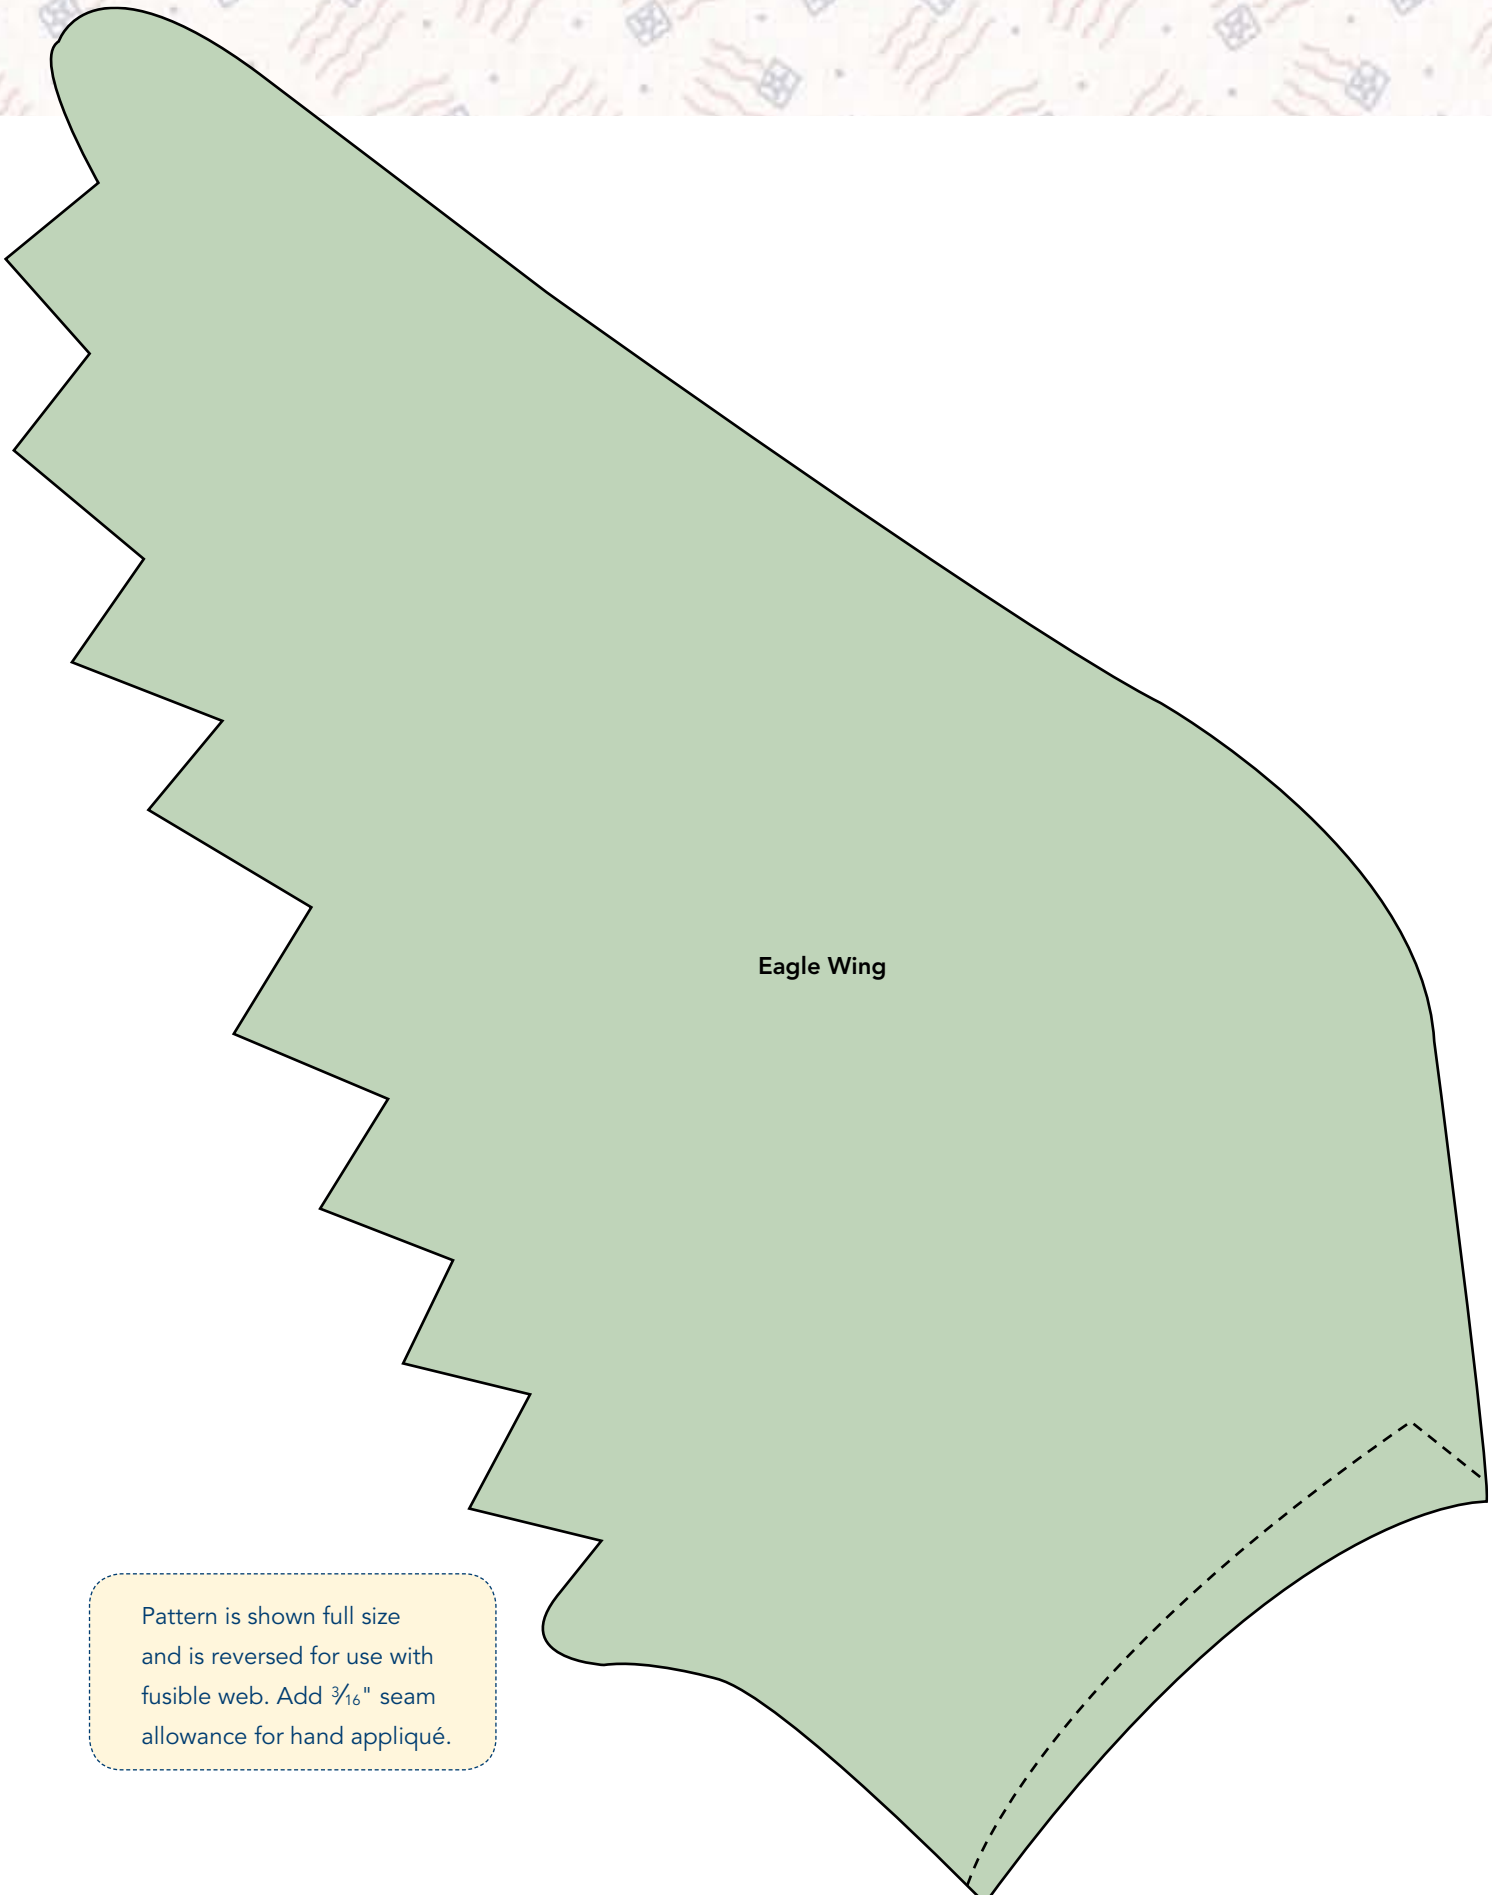 Eagle Wing
Pattern is shown full size
and is reversed for use with
fusible web. Add 3⁄16" seam
allowance for hand appliqué.